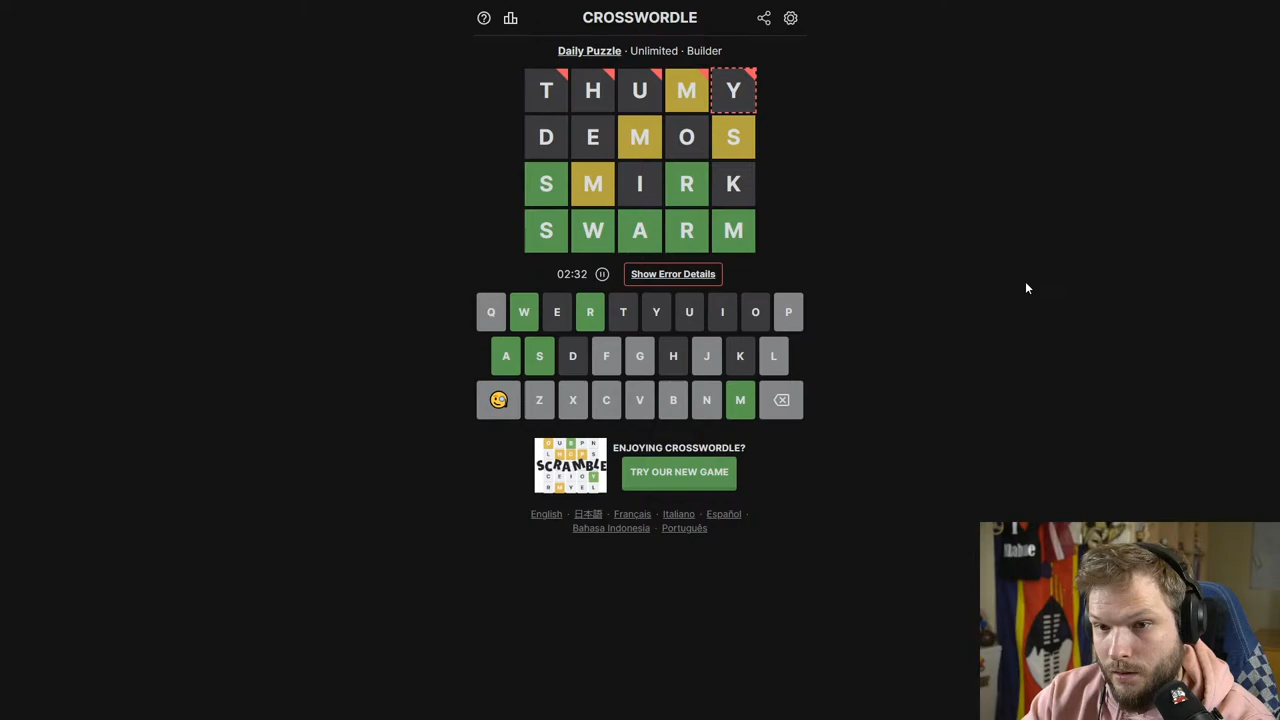 CROSSWORDLE
Daily Puzzle · Unlimited · Builder
T H U M Y
D E M O S
S M I R K
S W A R M
02:32 Show Error Details
Q W E R T Y U I O P
A S D F G H J K L
Z X C V B N M
SCRAMBLE
ENJOYING CROSSWORDLE?
TRY OUR NEW GAME
English · 日本語 · Français · Italiano · Español ·
Bahasa Indonesia · Português